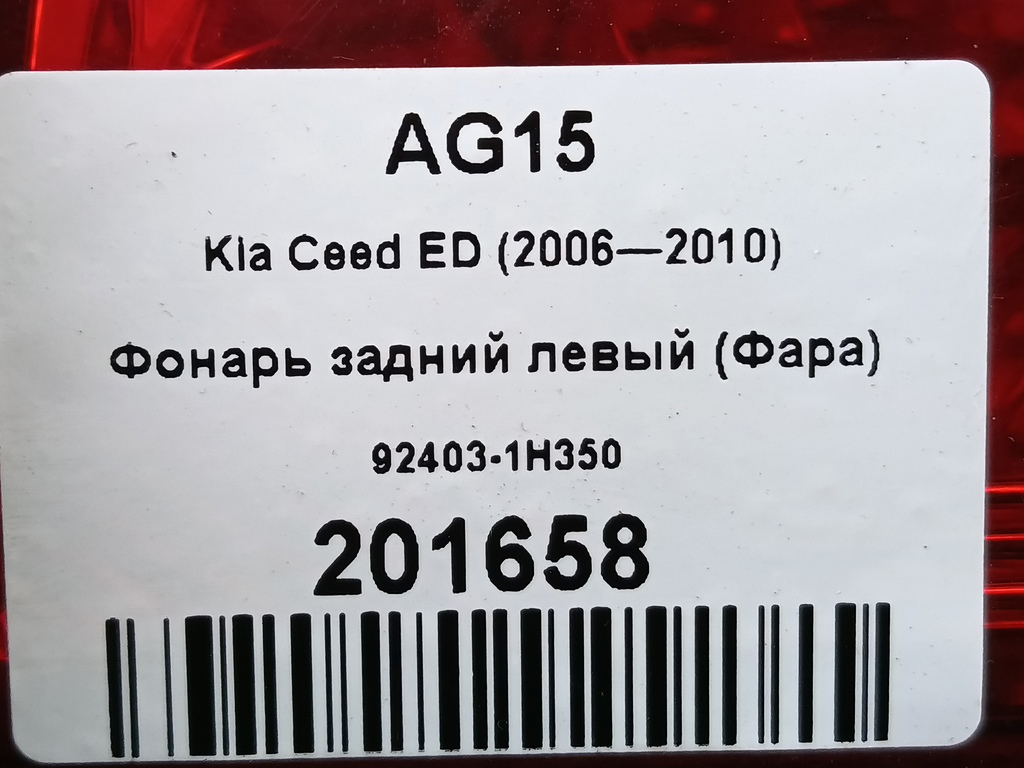 AG15
Kia Ceed ED (2006—2010)
Фонарь задний левый (Фара)
92403-1H350
201658